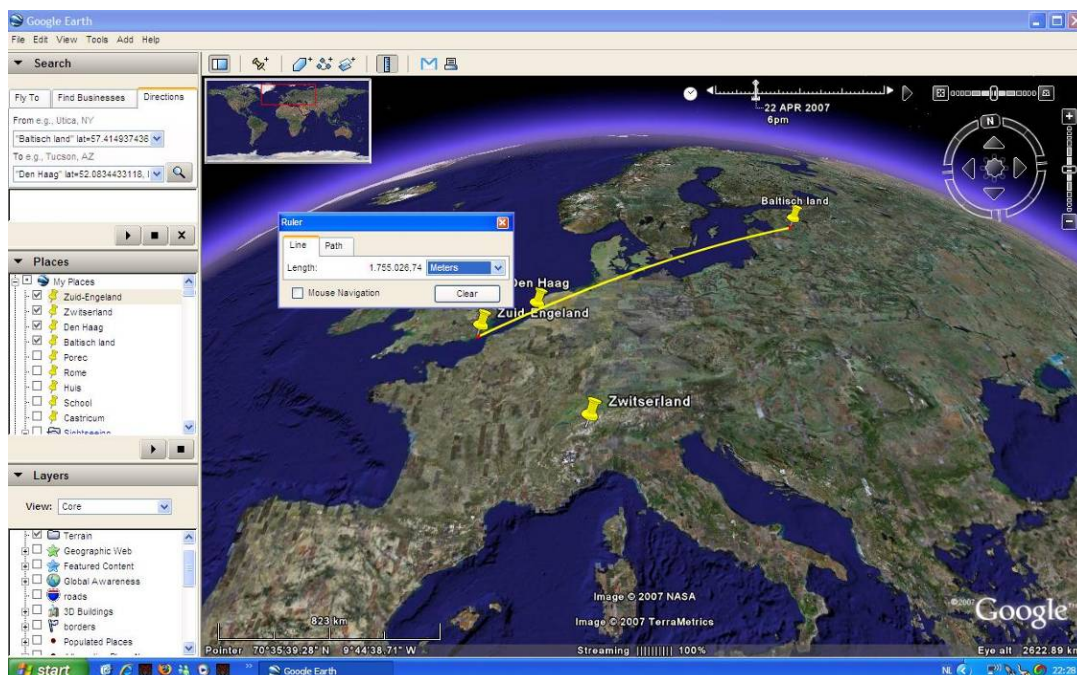 Google Earth
File Edit View Tools Add Help
Search
Fly To Find Businesses Directions
From e.g., Utica, NY
"Baltisch land" lat=57.414937436
To e.g., Tucson, AZ
"Den Haag" lat=52.0834433118, l
Places
My Places
Zuid-Engeland
Zwitserland
Den Haag
Baltisch land
Porec
Rome
Huis
School
Castricum
Sightseeing
Layers
View: Core
Terrain
Geographic Web
Featured Content
Global Awareness
roads
3D Buildings
borders
Populated Places
22 APR 2007
6pm
N
Baltisch land
Ruler
Line Path
Length: 1.755.026,74 Meters
Mouse Navigation Clear
Den Haag
Zuid-Engeland
Zwitserland
Image © 2007 NASA
Image © 2007 TerraMetrics
©2007 Google
823 km
Pointer 70°35'39.28" N 9°44'38.71" W
Streaming 100%
Eye alt 2622.89 km
start
Google Earth
NL
22:28